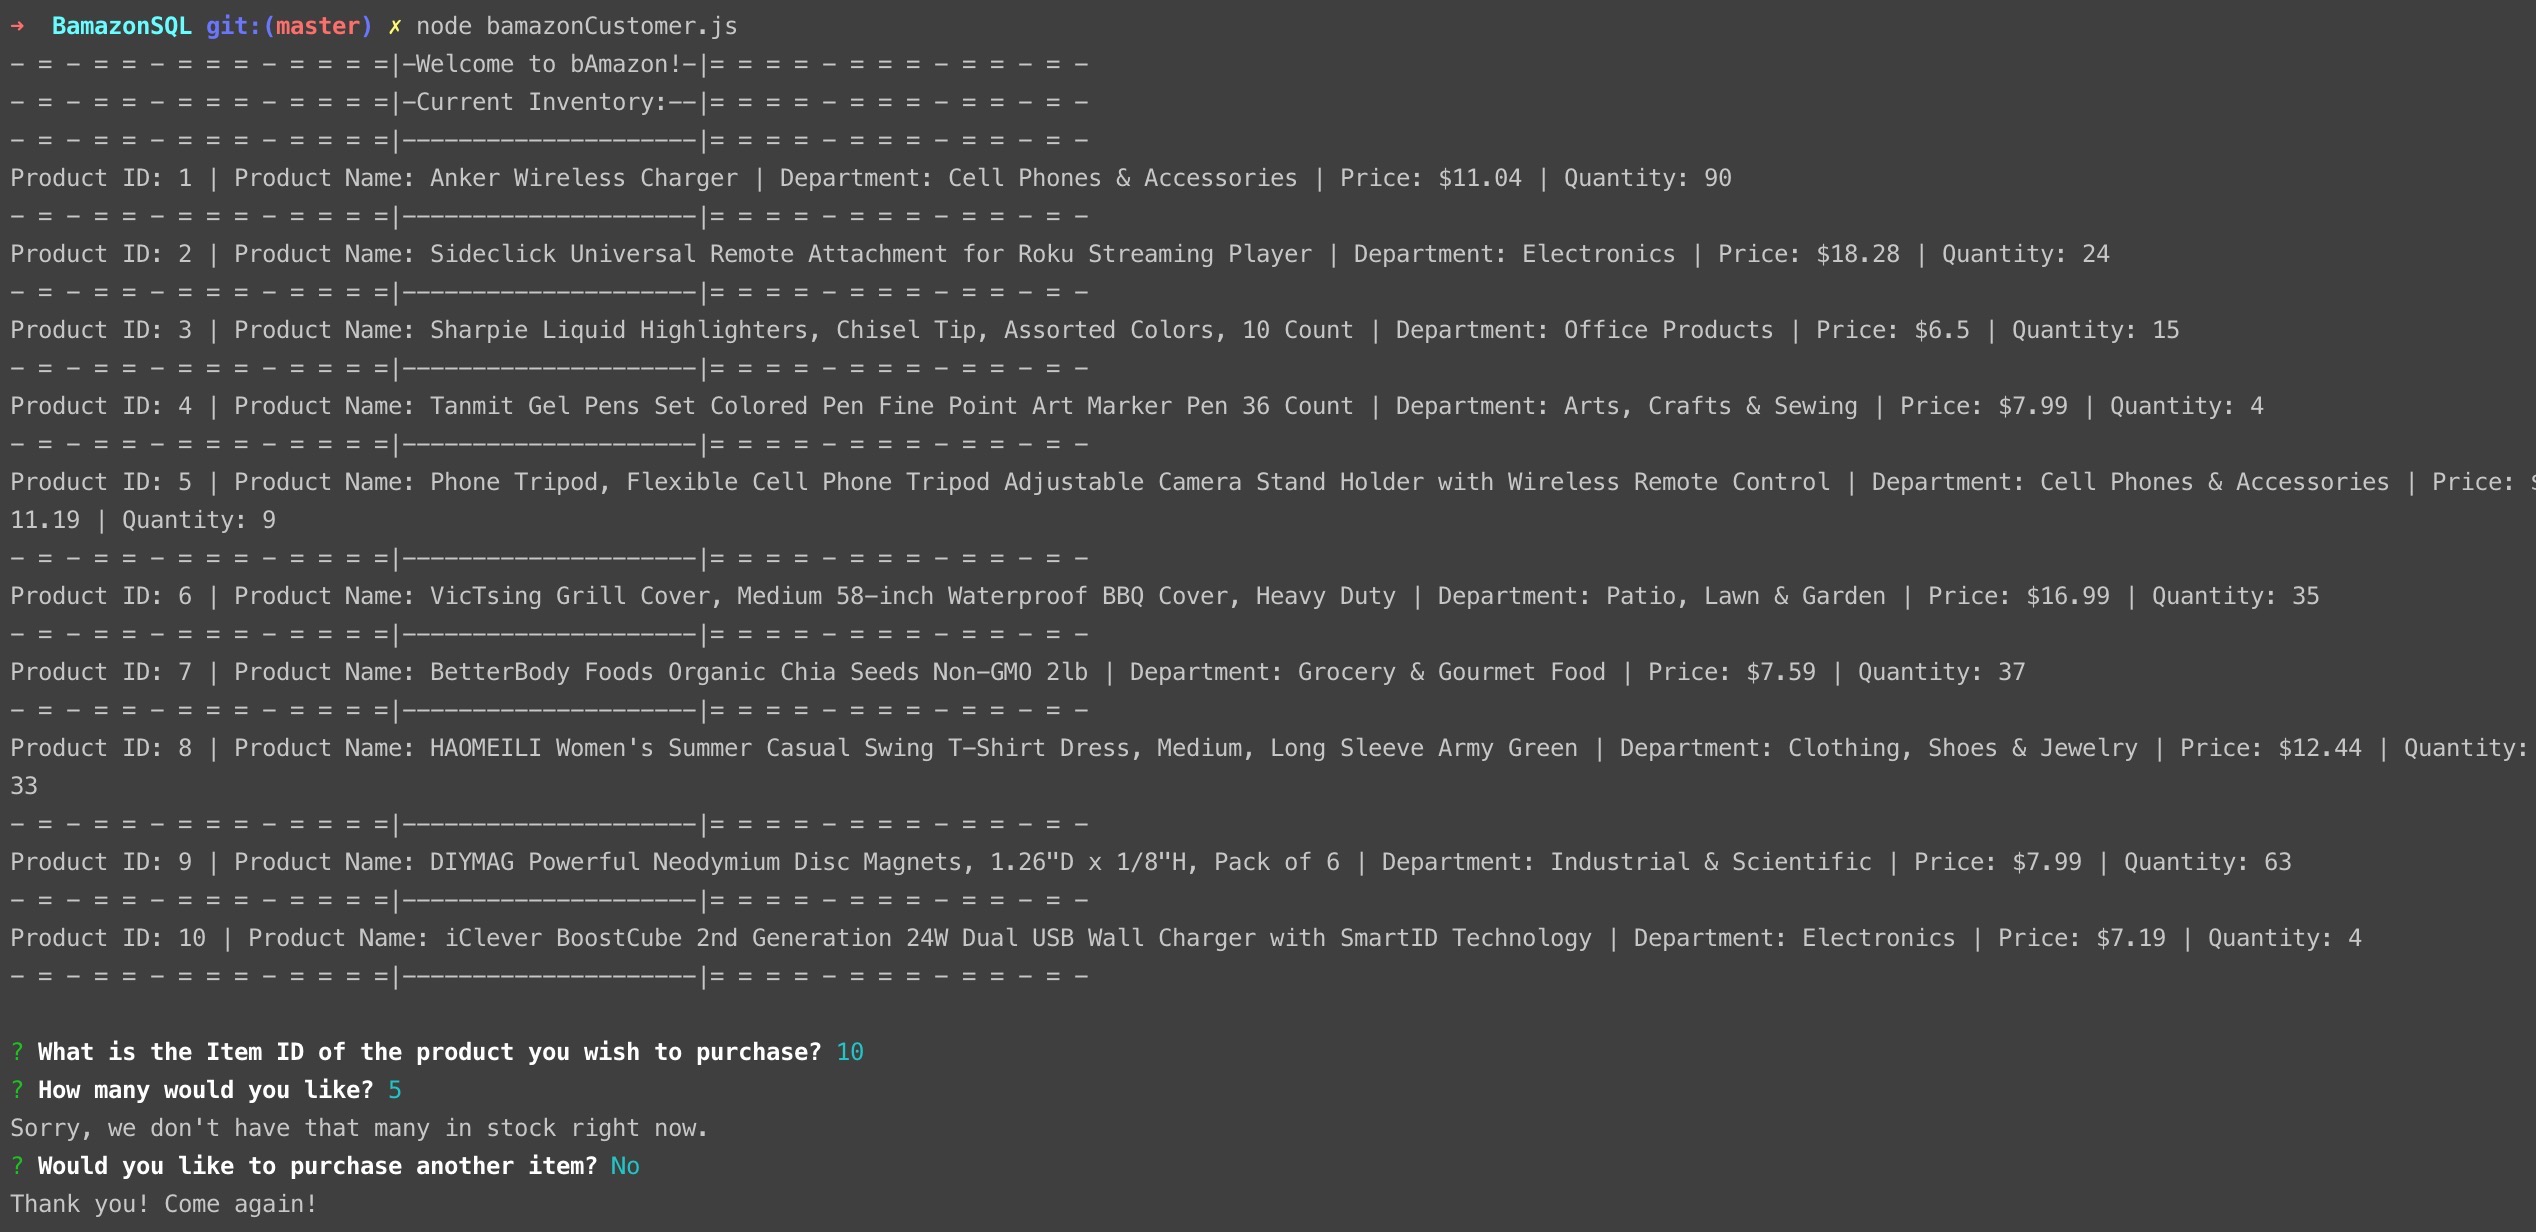 ➜  BamazonSQL git:(master) ✗ node bamazonCustomer.js
- = - = = - = = = - = = = =|-Welcome to bAmazon!-|= = = = - = = = - = = - = -
- = - = = - = = = - = = = =|-Current Inventory:--|= = = = - = = = - = = - = -
- = - = = - = = = - = = = =|---------------------|= = = = - = = = - = = - = -
Product ID: 1 | Product Name: Anker Wireless Charger | Department: Cell Phones & Accessories | Price: $11.04 | Quantity: 90
- = - = = - = = = - = = = =|---------------------|= = = = - = = = - = = - = -
Product ID: 2 | Product Name: Sideclick Universal Remote Attachment for Roku Streaming Player | Department: Electronics | Price: $18.28 | Quantity: 24
- = - = = - = = = - = = = =|---------------------|= = = = - = = = - = = - = -
Product ID: 3 | Product Name: Sharpie Liquid Highlighters, Chisel Tip, Assorted Colors, 10 Count | Department: Office Products | Price: $6.5 | Quantity: 15
- = - = = - = = = - = = = =|---------------------|= = = = - = = = - = = - = -
Product ID: 4 | Product Name: Tanmit Gel Pens Set Colored Pen Fine Point Art Marker Pen 36 Count | Department: Arts, Crafts & Sewing | Price: $7.99 | Quantity: 4
- = - = = - = = = - = = = =|---------------------|= = = = - = = = - = = - = -
Product ID: 5 | Product Name: Phone Tripod, Flexible Cell Phone Tripod Adjustable Camera Stand Holder with Wireless Remote Control | Department: Cell Phones & Accessories | Price: $
11.19 | Quantity: 9
- = - = = - = = = - = = = =|---------------------|= = = = - = = = - = = - = -
Product ID: 6 | Product Name: VicTsing Grill Cover, Medium 58-inch Waterproof BBQ Cover, Heavy Duty | Department: Patio, Lawn & Garden | Price: $16.99 | Quantity: 35
- = - = = - = = = - = = = =|---------------------|= = = = - = = = - = = - = -
Product ID: 7 | Product Name: BetterBody Foods Organic Chia Seeds Non-GMO 2lb | Department: Grocery & Gourmet Food | Price: $7.59 | Quantity: 37
- = - = = - = = = - = = = =|---------------------|= = = = - = = = - = = - = -
Product ID: 8 | Product Name: HAOMEILI Women's Summer Casual Swing T-Shirt Dress, Medium, Long Sleeve Army Green | Department: Clothing, Shoes & Jewelry | Price: $12.44 | Quantity:
33
- = - = = - = = = - = = = =|---------------------|= = = = - = = = - = = - = -
Product ID: 9 | Product Name: DIYMAG Powerful Neodymium Disc Magnets, 1.26"D x 1/8"H, Pack of 6 | Department: Industrial & Scientific | Price: $7.99 | Quantity: 63
- = - = = - = = = - = = = =|---------------------|= = = = - = = = - = = - = -
Product ID: 10 | Product Name: iClever BoostCube 2nd Generation 24W Dual USB Wall Charger with SmartID Technology | Department: Electronics | Price: $7.19 | Quantity: 4
- = - = = - = = = - = = = =|---------------------|= = = = - = = = - = = - = -
? What is the Item ID of the product you wish to purchase? 10
? How many would you like? 5
Sorry, we don't have that many in stock right now.
? Would you like to purchase another item? No
Thank you! Come again!